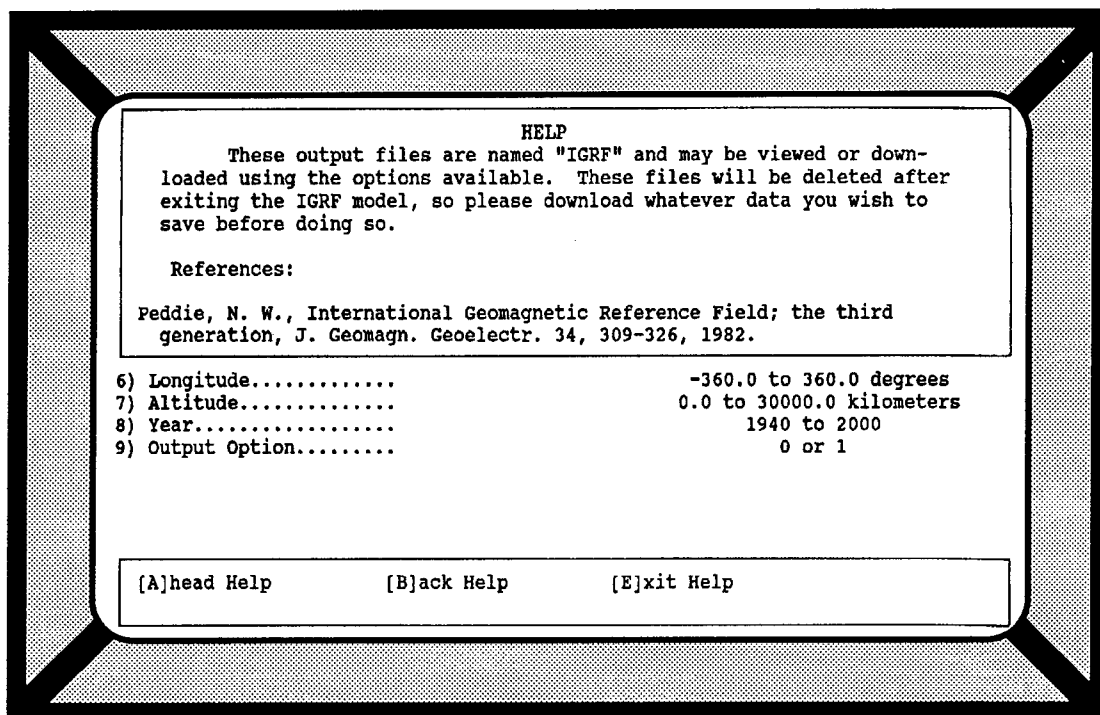 HELP
These output files are named "IGRF" and may be viewed or down-
loaded using the options available. These files will be deleted after
exiting the IGRF model, so please download whatever data you wish to
save before doing so.
References:
Peddie, N. W., International Geomagnetic Reference Field; the third
generation, J. Geomagn. Geoelectr. 34, 309-326, 1982.
6) Longitude............. -360.0 to 360.0 degrees
7) Altitude.............. 0.0 to 30000.0 kilometers
8) Year.................. 1940 to 2000
9) Output Option......... 0 or 1
[A]head Help [B]ack Help [E]xit Help